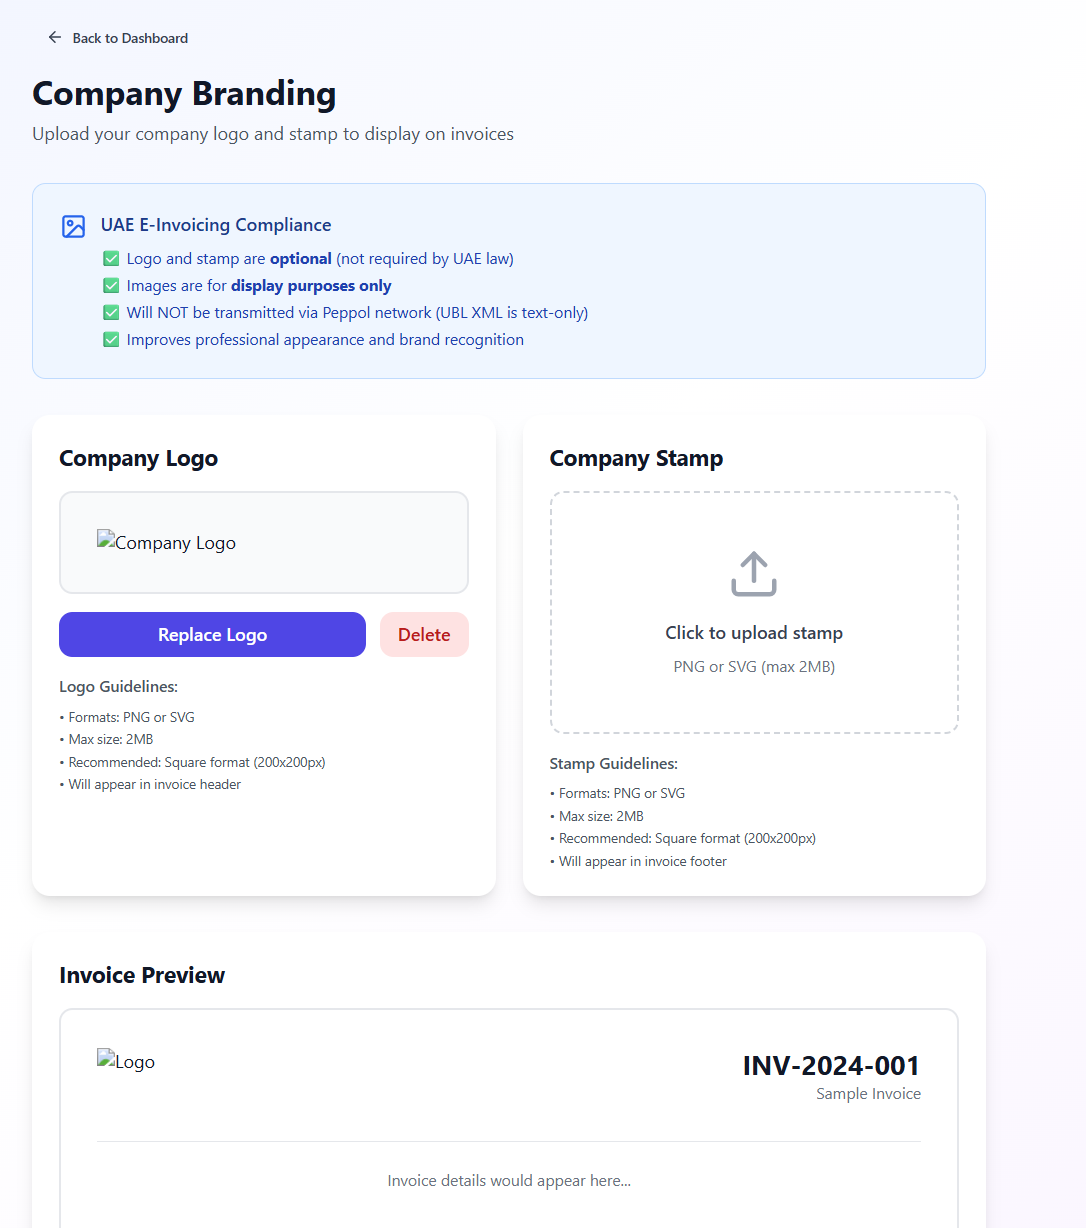 Back to Dashboard
Company Branding
Upload your company logo and stamp to display on invoices
UAE E-Invoicing Compliance
✅ Logo and stamp are optional (not required by UAE law)
✅ Images are for display purposes only
✅ Will NOT be transmitted via Peppol network (UBL XML is text-only)
✅ Improves professional appearance and brand recognition
Company Logo
Company Logo
Replace Logo
Delete
Logo Guidelines:
• Formats: PNG or SVG
• Max size: 2MB
• Recommended: Square format (200x200px)
• Will appear in invoice header
Company Stamp
Click to upload stamp
PNG or SVG (max 2MB)
Stamp Guidelines:
• Formats: PNG or SVG
• Max size: 2MB
• Recommended: Square format (200x200px)
• Will appear in invoice footer
Invoice Preview
Logo
INV-2024-001
Sample Invoice
Invoice details would appear here...